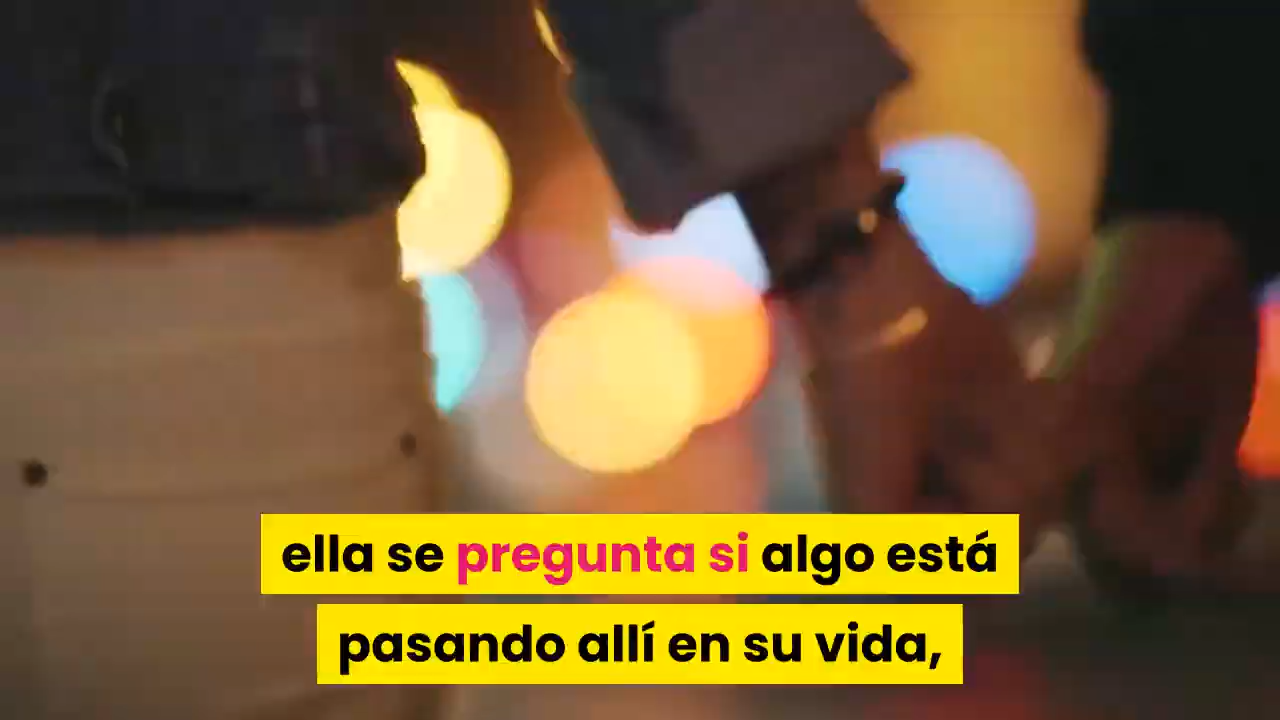 ella se pregunta si algo está
pasando allí en su vida,